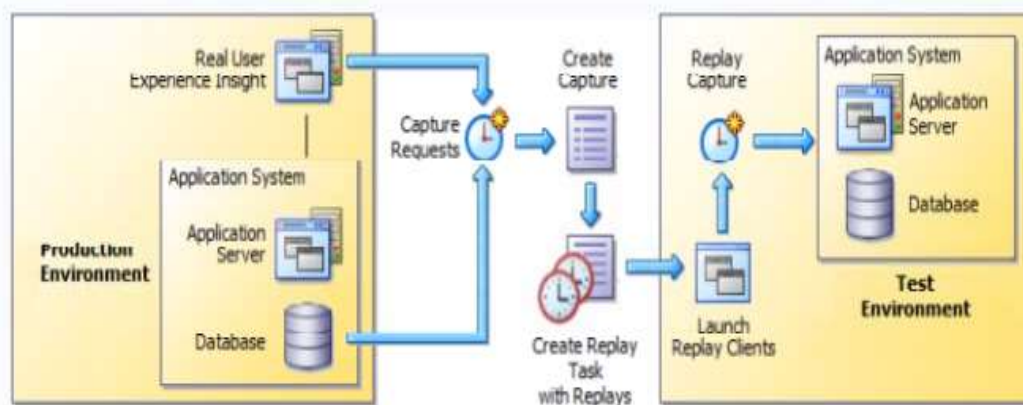 Real User
Experience Insight
Application System
Application
Server
Production
Environment
Database
Capture
Requests
Create
Capture
Create Replay
Task
with Replays
Replay
Capture
Launch
Replay Clients
Application System
Application
Server
Database
Test
Environment